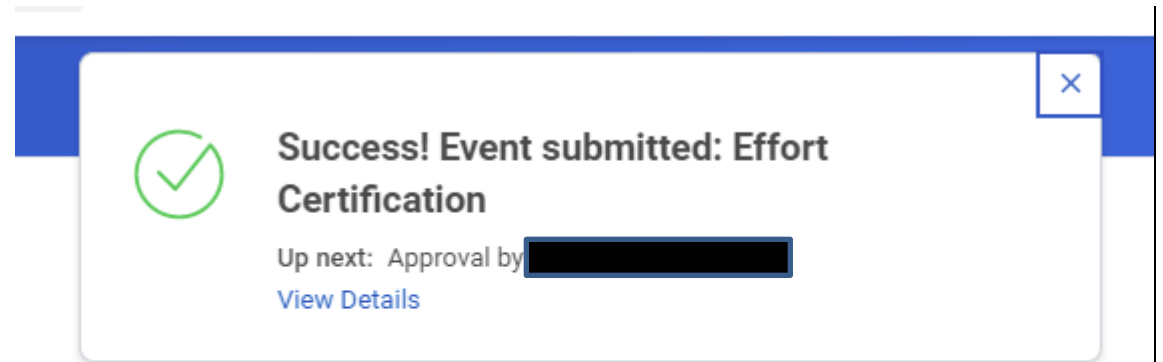 Success! Event submitted: Effort
Certification
Up next: Approval by
View Details